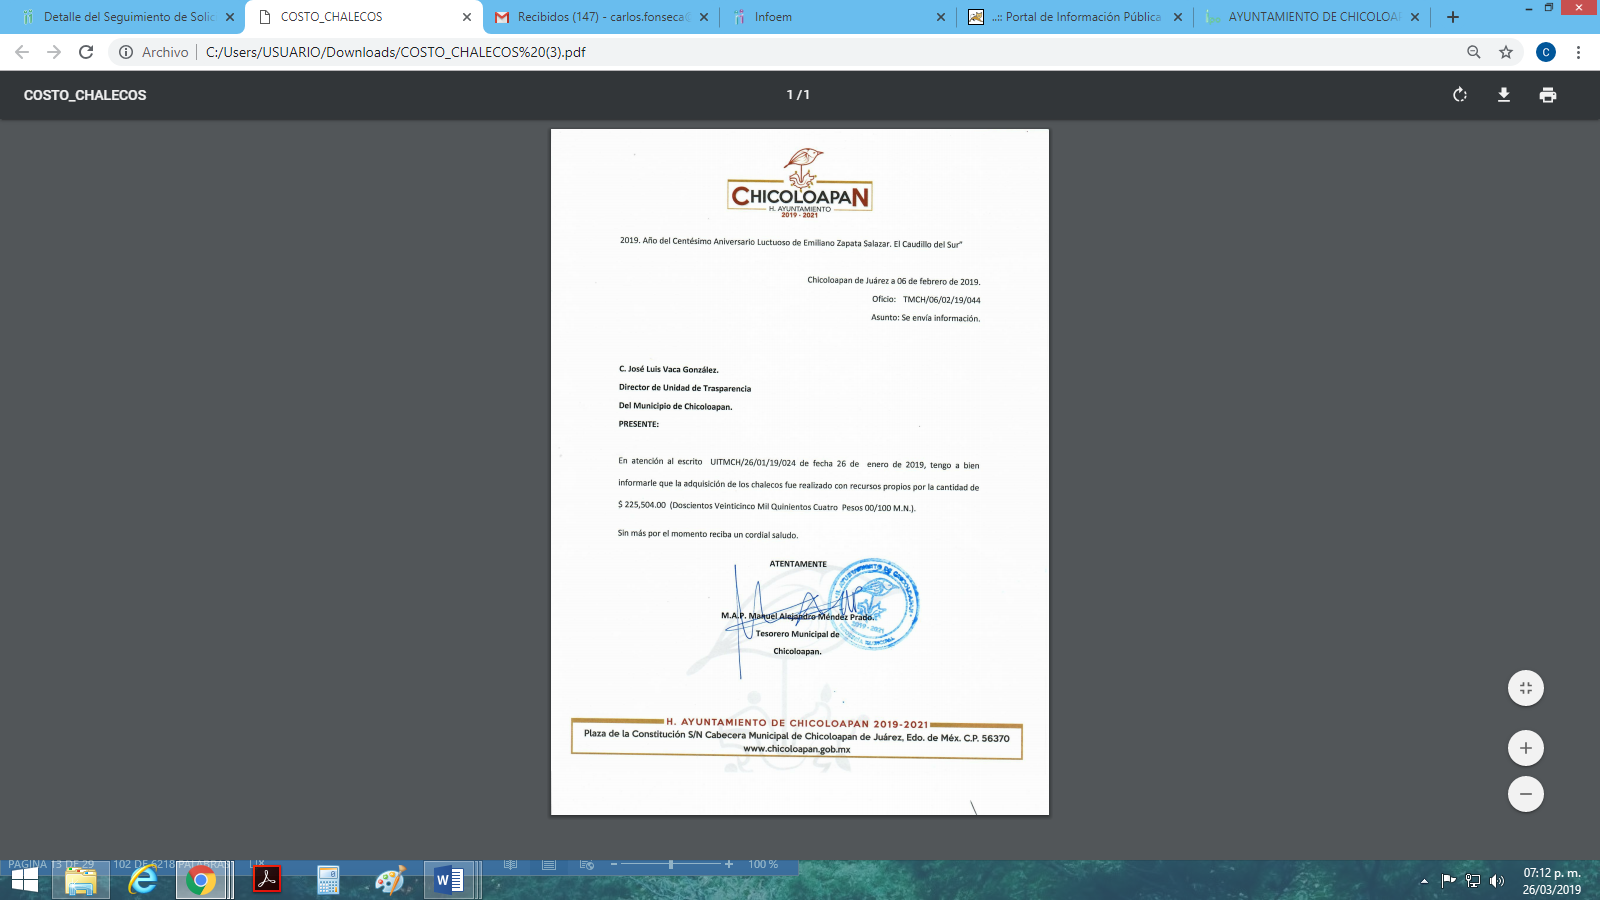 Detalle del Seguimiento de Solic
COSTO_CHALECOS
Recibidos (147) - carlos.fonseca@
Infoem
..:: Portal de Información Pública
AYUNTAMIENTO DE CHICOLOA
Archivo
C:/Users/USUARIO/Downloads/COSTO_CHALECOS%20(3).pdf
C
COSTO_CHALECOS
1 / 1
CHICOLOAPAN
H. AYUNTAMIENTO
2019 - 2021
2019. Año del Centésimo Aniversario Luctuoso de Emiliano Zapata Salazar. El Caudillo del Sur"
Chicoloapan de Juárez a 06 de febrero de 2019.
Oficio: TMCH/06/02/19/044
Asunto: Se envía información.
C. José Luis Vaca González.
Director de Unidad de Trasparencia
Del Municipio de Chicoloapan.
PRESENTE:
En atención al escrito UITMCH/26/01/19/024 de fecha 26 de enero de 2019, tengo a bien
informarle que la adquisición de los chalecos fue realizado con recursos propios por la cantidad de
$ 225,504.00 (Doscientos Veinticinco Mil Quinientos Cuatro Pesos 00/100 M.N.).
Sin más por el momento reciba un cordial saludo.
ATENTAMENTE
M.A.P. Manuel Alejandro Méndez Prado.
Tesorero Municipal de
Chicoloapan.
H. AYUNTAMIENTO DE CHICOLOAPAN 2019-2021
Plaza de la Constitución S/N Cabecera Municipal de Chicoloapan de Juárez, Edo. de Méx. C.P. 56370
www.chicoloapan.gob.mx
PÁGINA 13 DE 29 102 DE 6218 PALABRAS
100 %
07:12 p. m.
26/03/2019